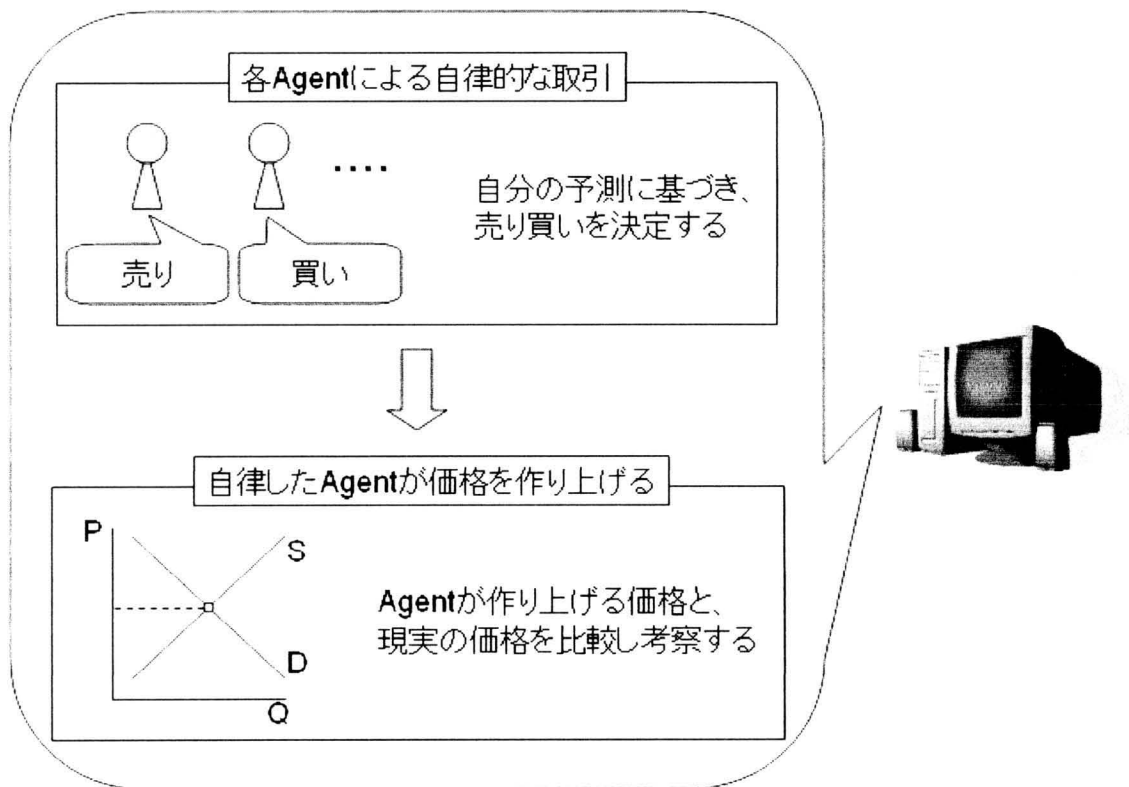 各Agentによる自律的な取引
‥‥
自分の予測に基づき、
売り買いを決定する
売り
買い
自律したAgentが価格を作り上げる
P
S
Agentが作り上げる価格と、
現実の価格を比較し考察する
D
Q